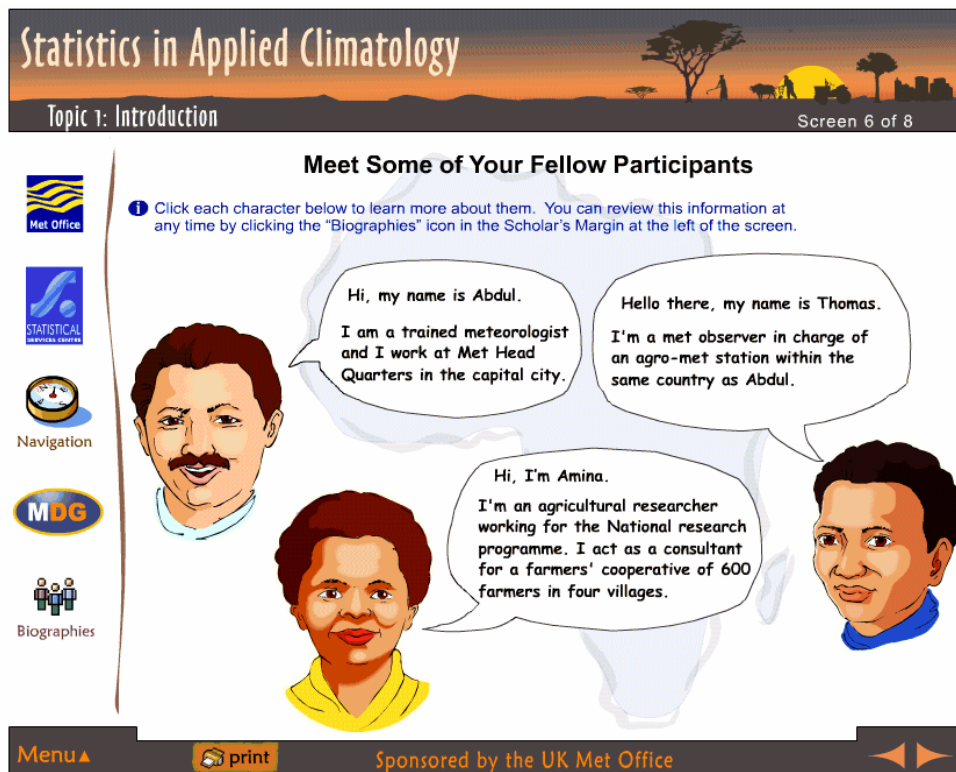 Statistics in Applied Climatology
Topic 1: Introduction
Screen 6 of 8
Meet Some of Your Fellow Participants
i Click each character below to learn more about them. You can review this information at
any time by clicking the "Biographies" icon in the Scholar's Margin at the left of the screen.
Met Office
STATISTICAL
SERVICES CENTRE
Navigation
MDG
Biographies
Hi, my name is Abdul.
I am a trained meteorologist
and I work at Met Head
Quarters in the capital city.
Hello there, my name is Thomas.
I'm a met observer in charge of
an agro-met station within the
same country as Abdul.
Hi, I'm Amina.
I'm an agricultural researcher
working for the National research
programme. I act as a consultant
for a farmers' cooperative of 600
farmers in four villages.
Menu▲
print
Sponsored by the UK Met Office